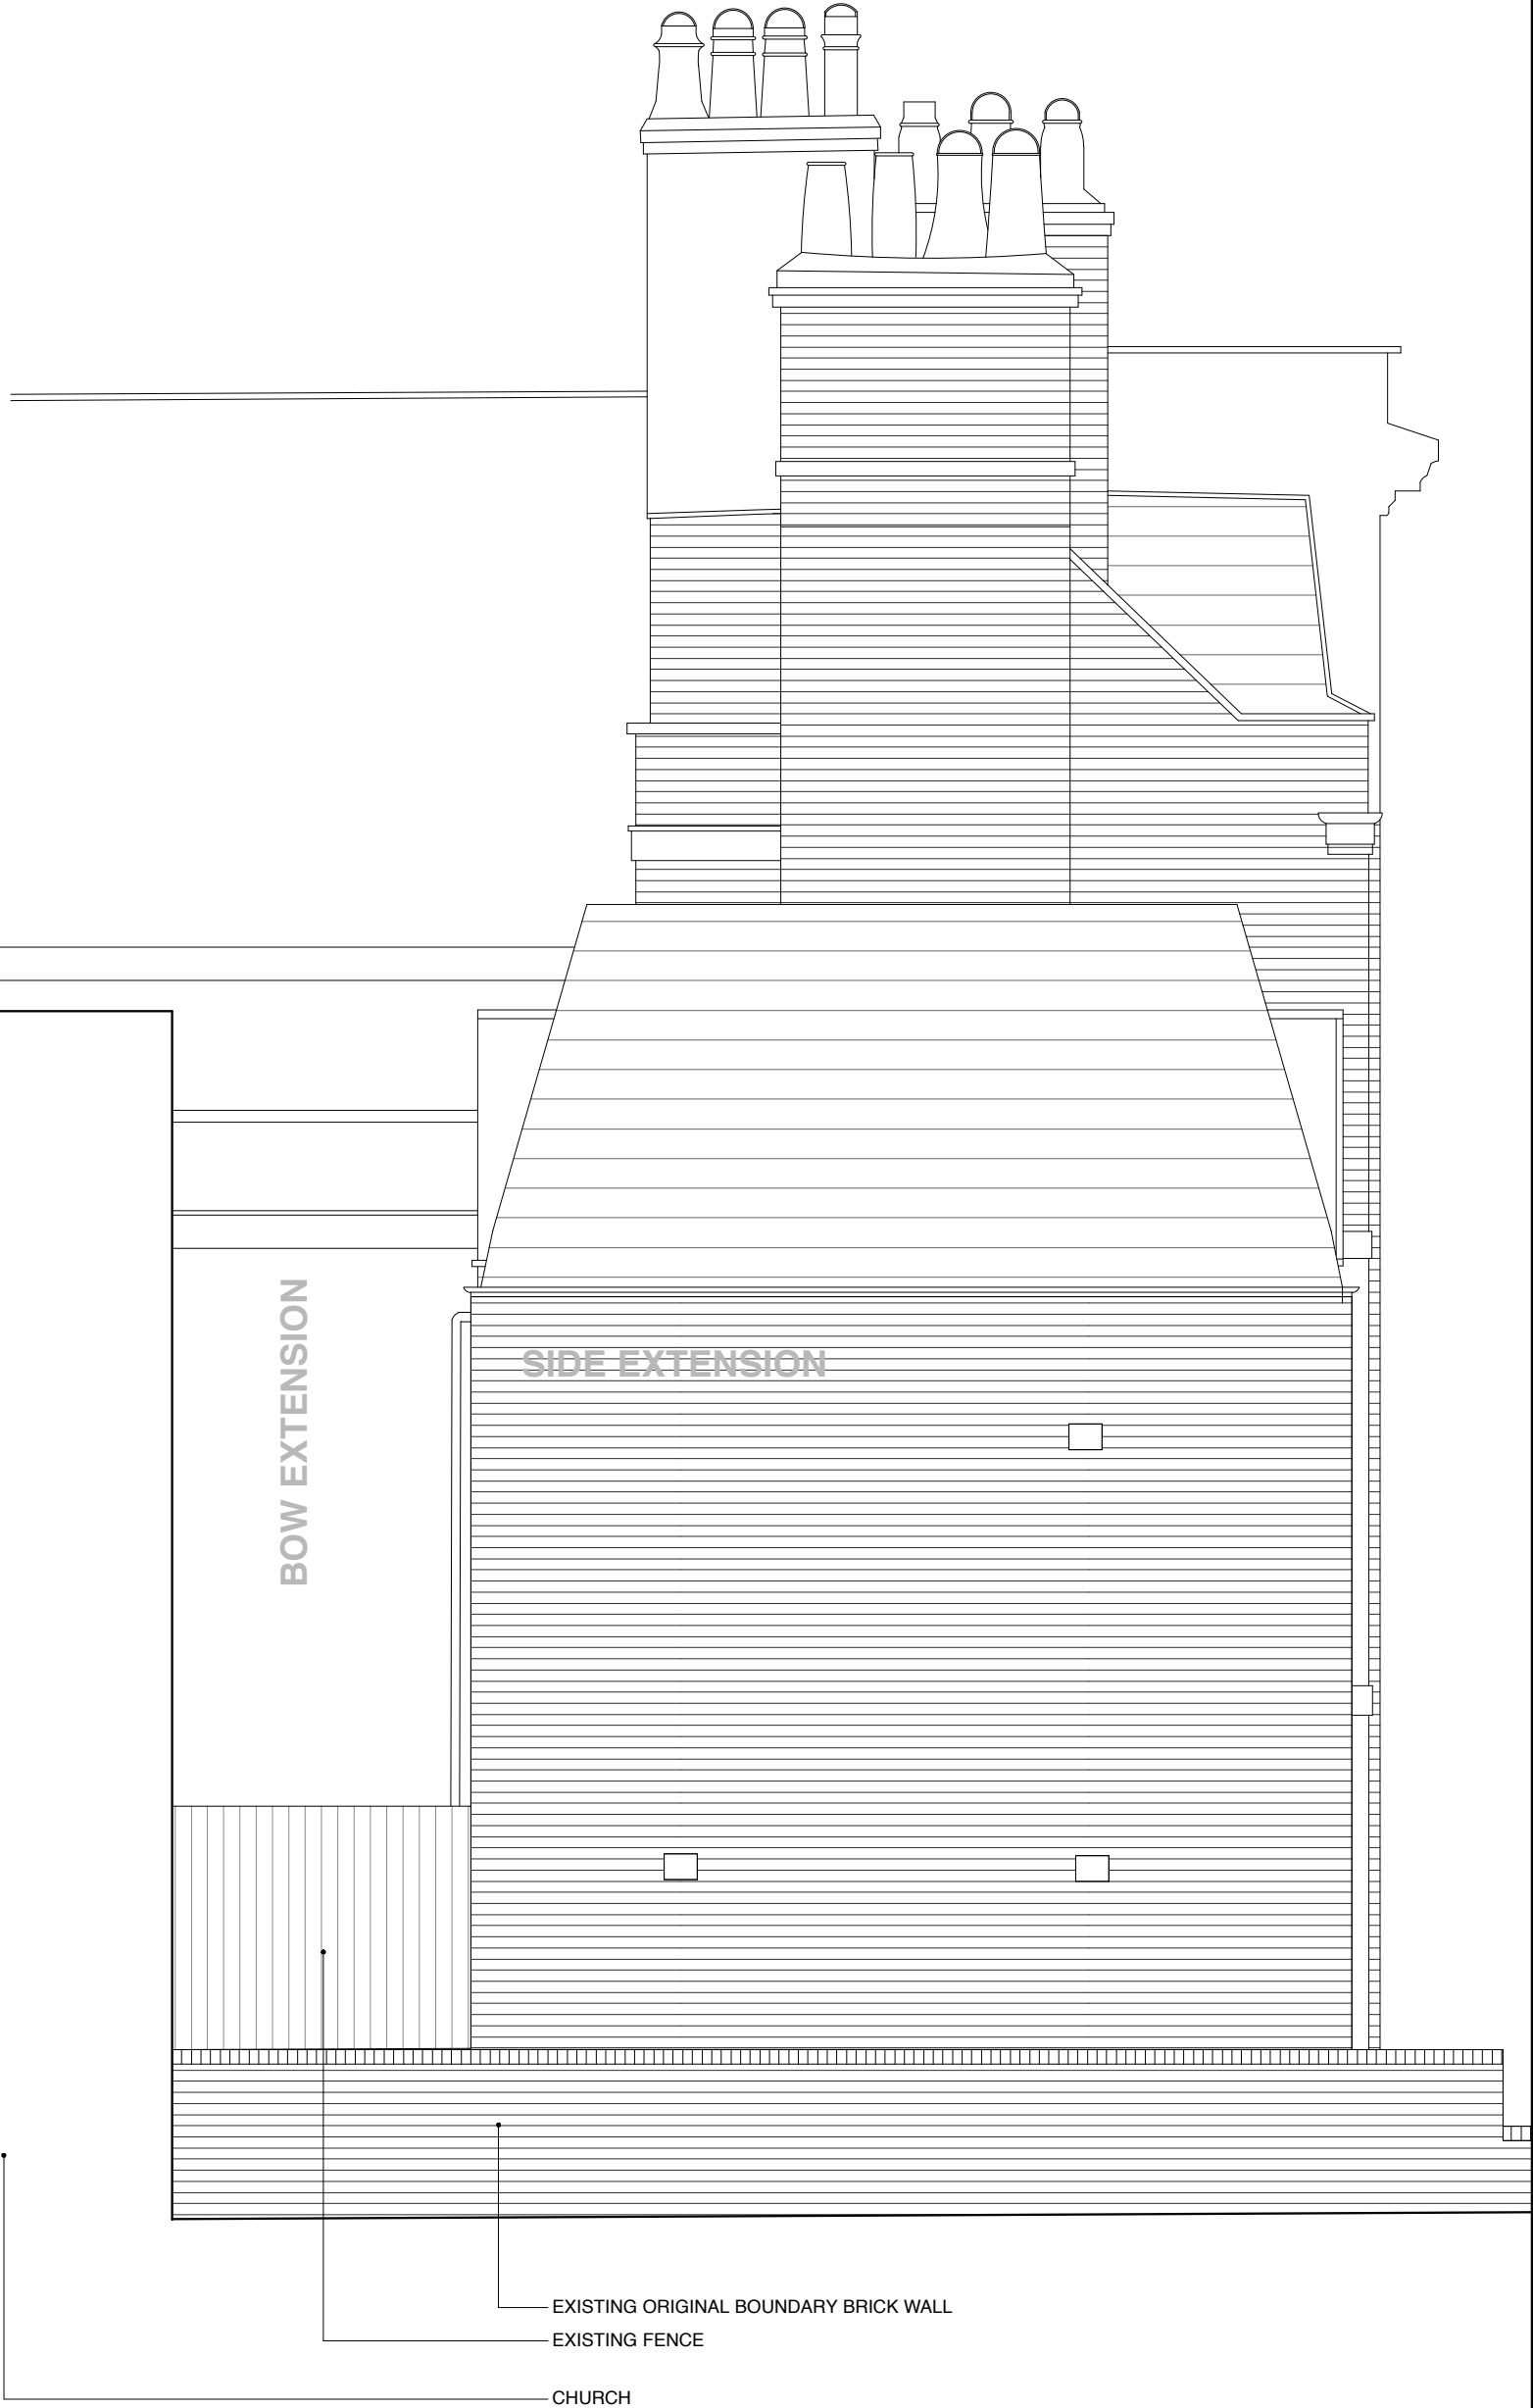 BOW EXTENSION
SIDE EXTENSION
EXISTING ORIGINAL BOUNDARY BRICK WALL
EXISTING FENCE
CHURCH